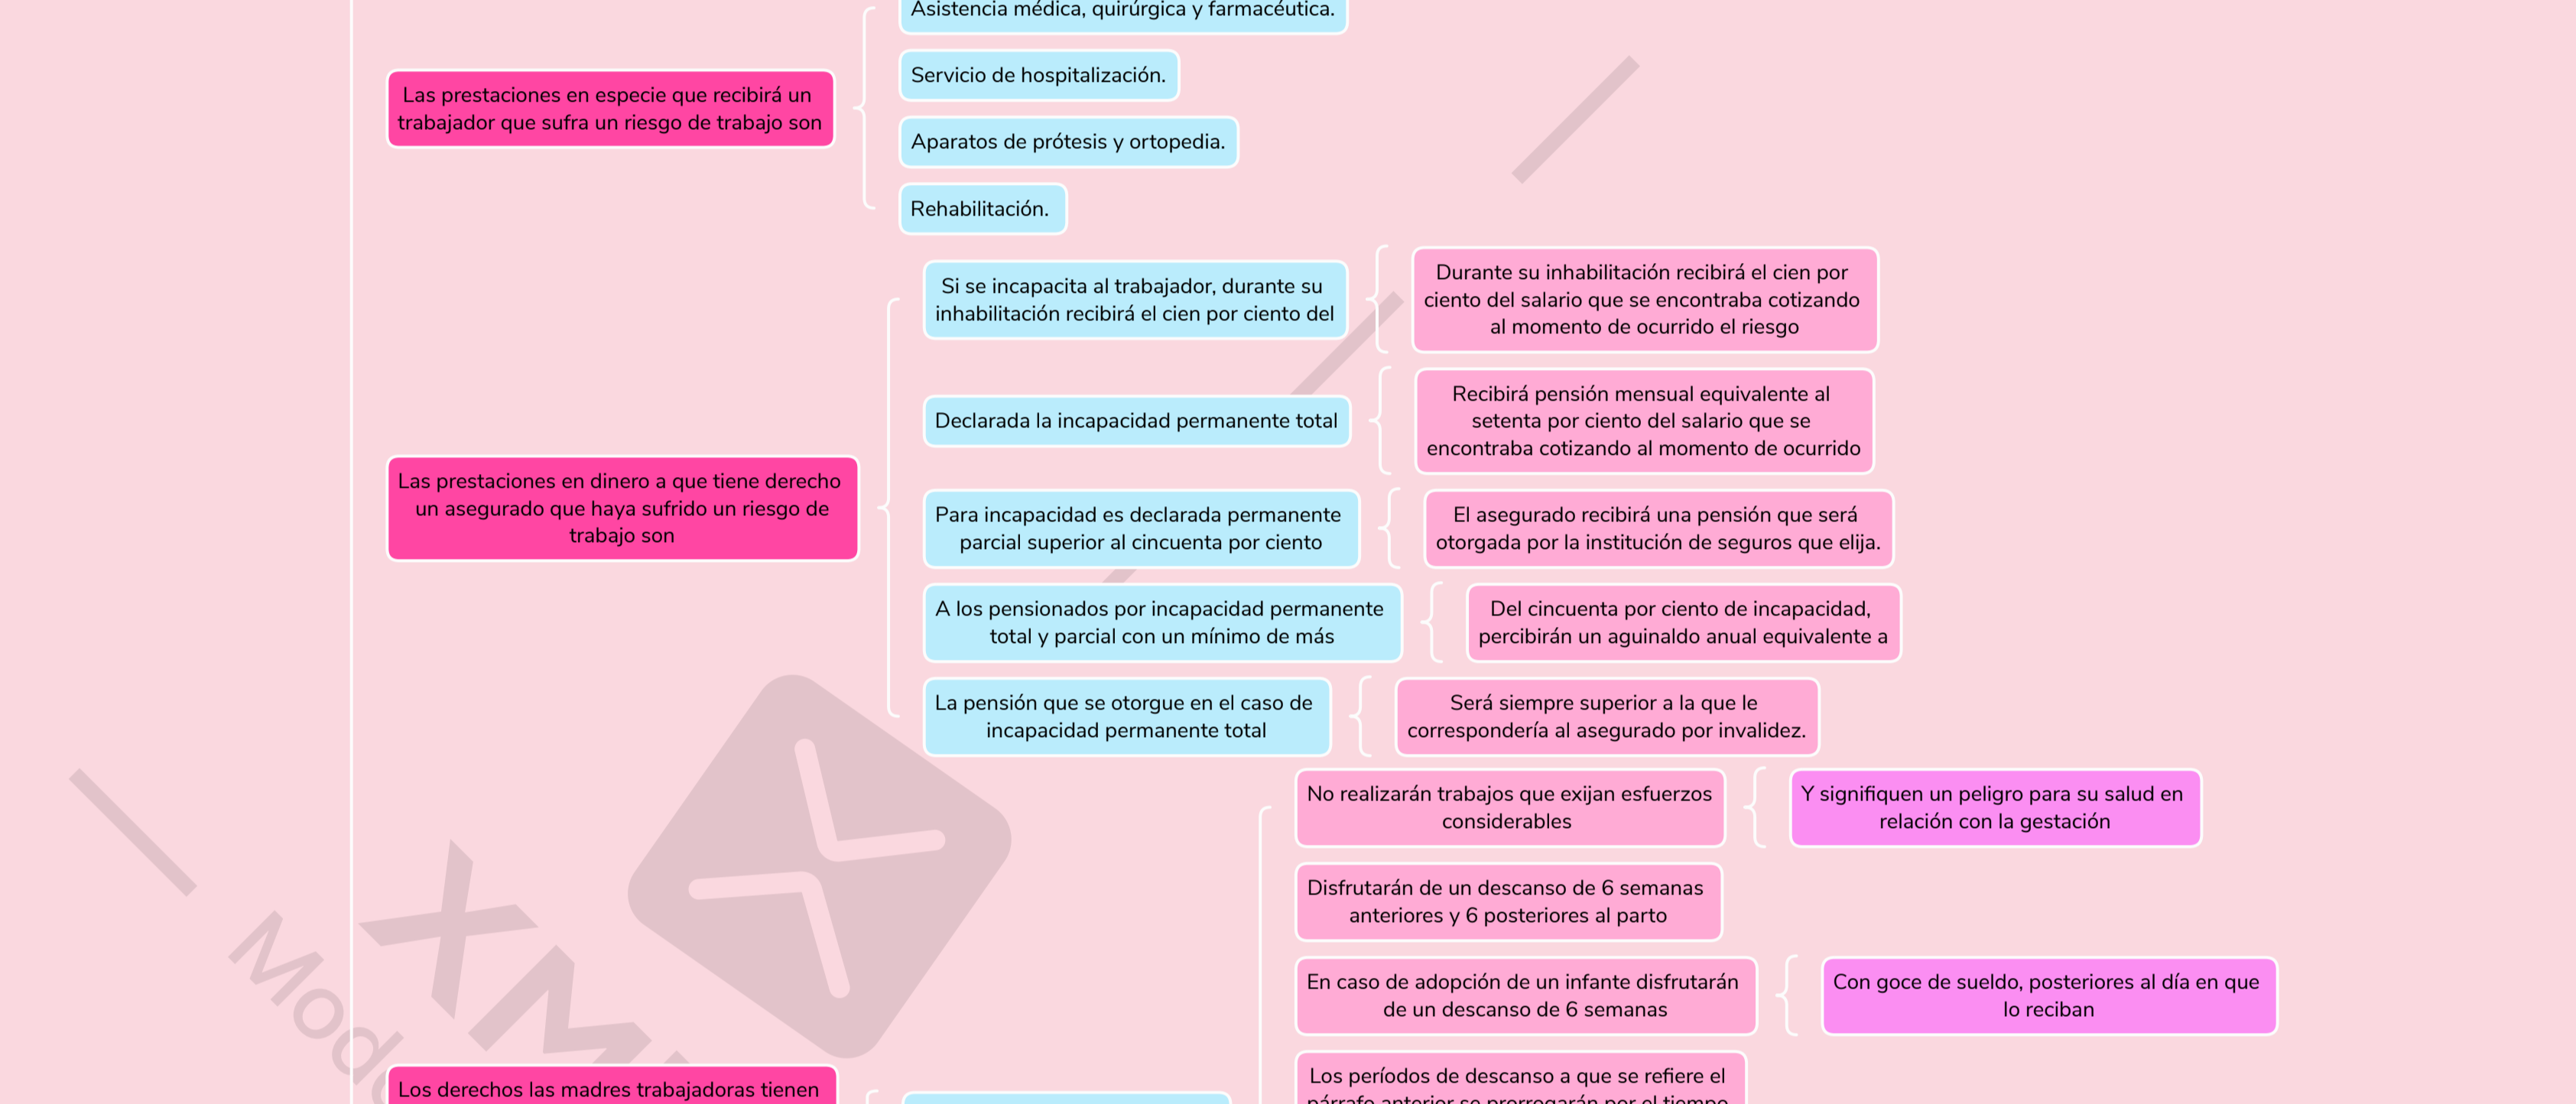 Asistencia médica, quirúrgica y farmacéutica.
Servicio de hospitalización.
Las prestaciones en especie que recibirá un
trabajador que sufra un riesgo de trabajo son
Aparatos de prótesis y ortopedia.
Rehabilitación.
Si se incapacita al trabajador, durante su
inhabilitación recibirá el cien por ciento del
Durante su inhabilitación recibirá el cien por
ciento del salario que se encontraba cotizando
al momento de ocurrido el riesgo
Declarada la incapacidad permanente total
Recibirá pensión mensual equivalente al
setenta por ciento del salario que se
encontraba cotizando al momento de ocurrido
Las prestaciones en dinero a que tiene derecho
un asegurado que haya sufrido un riesgo de
trabajo son
Para incapacidad es declarada permanente
parcial superior al cincuenta por ciento
El asegurado recibirá una pensión que será
otorgada por la institución de seguros que elija.
A los pensionados por incapacidad permanente
total y parcial con un mínimo de más
Del cincuenta por ciento de incapacidad,
percibirán un aguinaldo anual equivalente a
La pensión que se otorgue en el caso de
incapacidad permanente total
Será siempre superior a la que le
correspondería al asegurado por invalidez.
No realizarán trabajos que exijan esfuerzos
considerables
Y signifiquen un peligro para su salud en
relación con la gestación
Disfrutarán de un descanso de 6 semanas
anteriores y 6 posteriores al parto
En caso de adopción de un infante disfrutarán
de un descanso de 6 semanas
Con goce de sueldo, posteriores al día en que
lo reciban
Los derechos las madres trabajadoras tienen
Los períodos de descanso a que se refiere el
párrafo anterior se prorrogarán por el tiempo